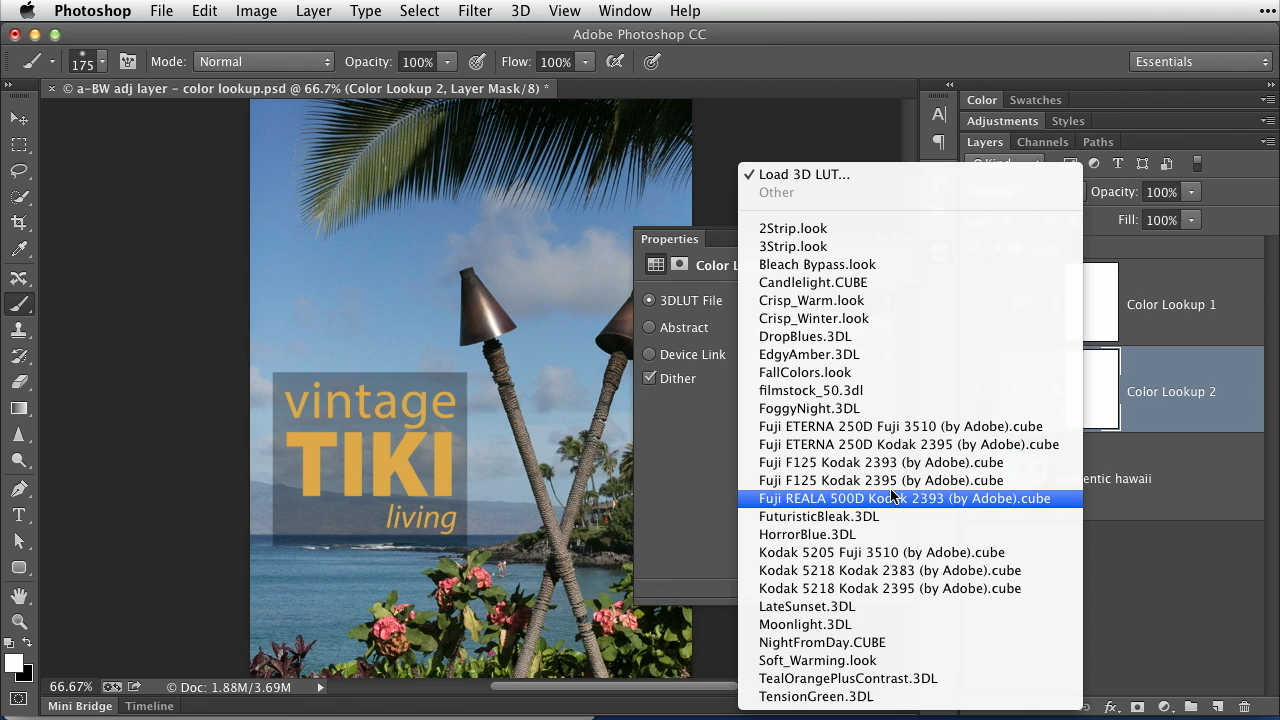 Photoshop File Edit Image Layer Type Select Filter 3D View Window Help
Adobe Photoshop CC
175 Mode: Normal Opacity: 100% Flow: 100% Essentials
× © a-BW adj layer - color lookup.psd @ 66.7% (Color Lookup 2, Layer Mask/8) *
Color Swatches
Adjustments Styles
Layers Channels Paths
Opacity: 100%
Fill: 100%
Color Lookup 1
Color Lookup 2
entic hawaii
Properties
Color L
3DLUT File
Abstract
Device Link
Dither
Load 3D LUT...
Other
2Strip.look
3Strip.look
Bleach Bypass.look
Candlelight.CUBE
Crisp_Warm.look
Crisp_Winter.look
DropBlues.3DL
EdgyAmber.3DL
FallColors.look
filmstock_50.3dl
FoggyNight.3DL
Fuji ETERNA 250D Fuji 3510 (by Adobe).cube
Fuji ETERNA 250D Kodak 2395 (by Adobe).cube
Fuji F125 Kodak 2393 (by Adobe).cube
Fuji F125 Kodak 2395 (by Adobe).cube
Fuji REALA 500D Kodak 2393 (by Adobe).cube
FuturisticBleak.3DL
HorrorBlue.3DL
Kodak 5205 Fuji 3510 (by Adobe).cube
Kodak 5218 Kodak 2383 (by Adobe).cube
Kodak 5218 Kodak 2395 (by Adobe).cube
LateSunset.3DL
Moonlight.3DL
NightFromDay.CUBE
Soft_Warming.look
TealOrangePlusContrast.3DL
TensionGreen.3DL
vintage
TIKI
living
66.67% © Doc: 1.88M/3.69M
Mini Bridge Timeline